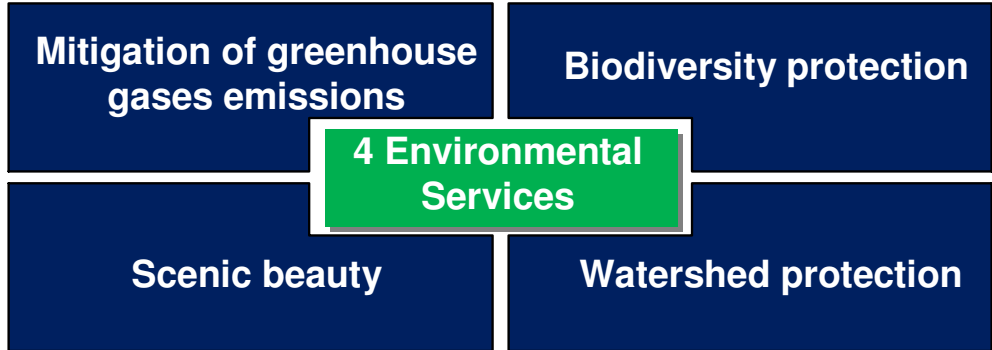 Mitigation of greenhouse
gases emissions
Biodiversity protection
4 Environmental
Services
Scenic beauty
Watershed protection